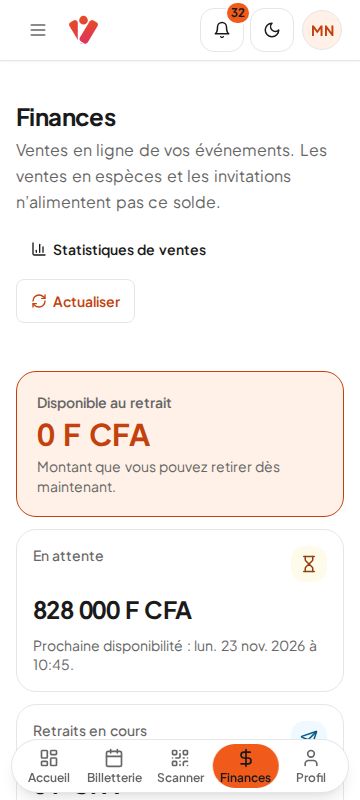 32
MN
Finances
Ventes en ligne de vos événements. Les
ventes en espèces et les invitations
n'alimentent pas ce solde.
Statistiques de ventes
Actualiser
Disponible au retrait
0 F CFA
Montant que vous pouvez retirer dès
maintenant.
En attente
828 000 F CFA
Prochaine disponibilité : lun. 23 nov. 2026 à
10:45.
Retraits en cours
Accueil
Billetterie
Scanner
Finances
Profil